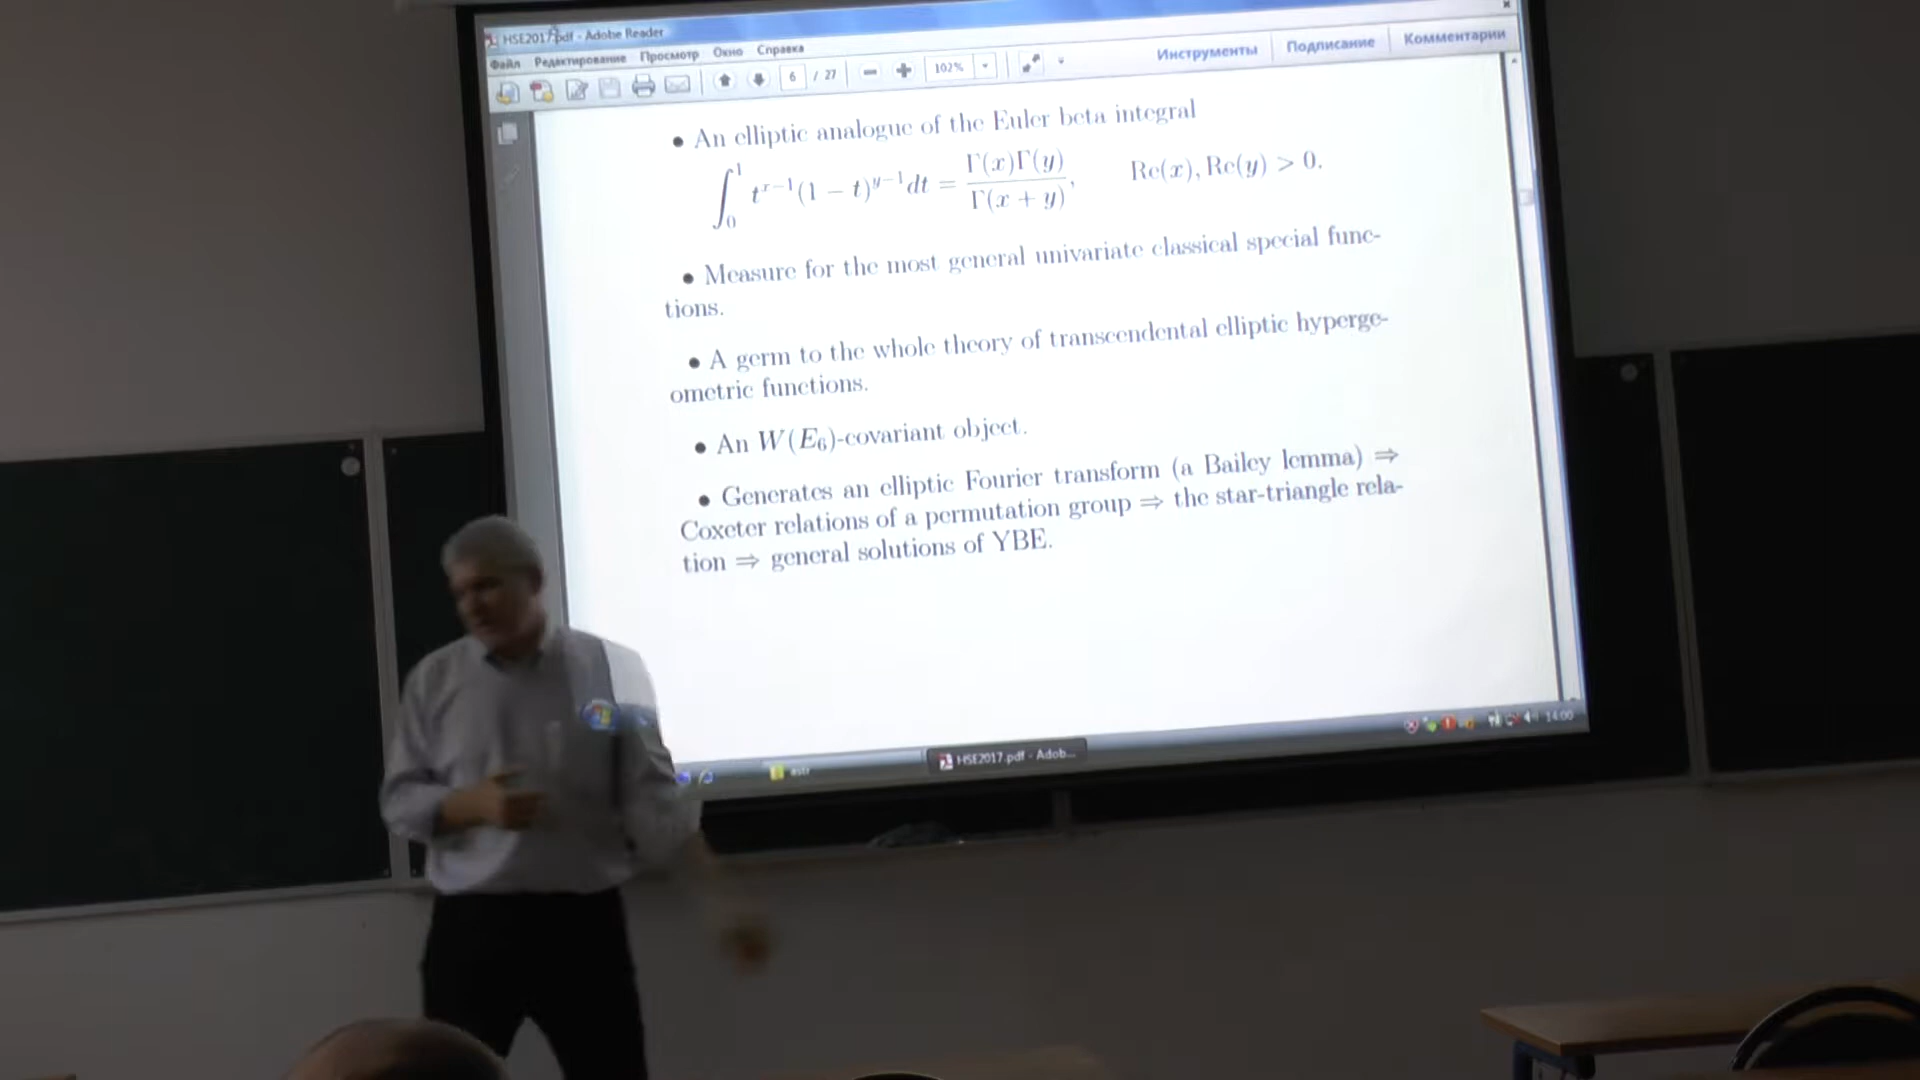 HSE2017.pdf - Adobe Reader
Файл Редактирование Просмотр Окно Справка
6 / 27 102% Инструменты Подписание Комментарии
• An elliptic analogue of the Euler beta integral
∫₀¹ t^{x−1}(1 − t)^{y−1}dt = Γ(x)Γ(y) / Γ(x + y), Re(x), Re(y) > 0.
• Measure for the most general univariate classical special func-
tions.
• A germ to the whole theory of transcendental elliptic hyperge-
ometric functions.
• An W(E₆)-covariant object.
• Generates an elliptic Fourier transform (a Bailey lemma) ⇒
Coxeter relations of a permutation group ⇒ the star-triangle rela-
tion ⇒ general solutions of YBE.
14:00
HSE2017.pdf - Adob...